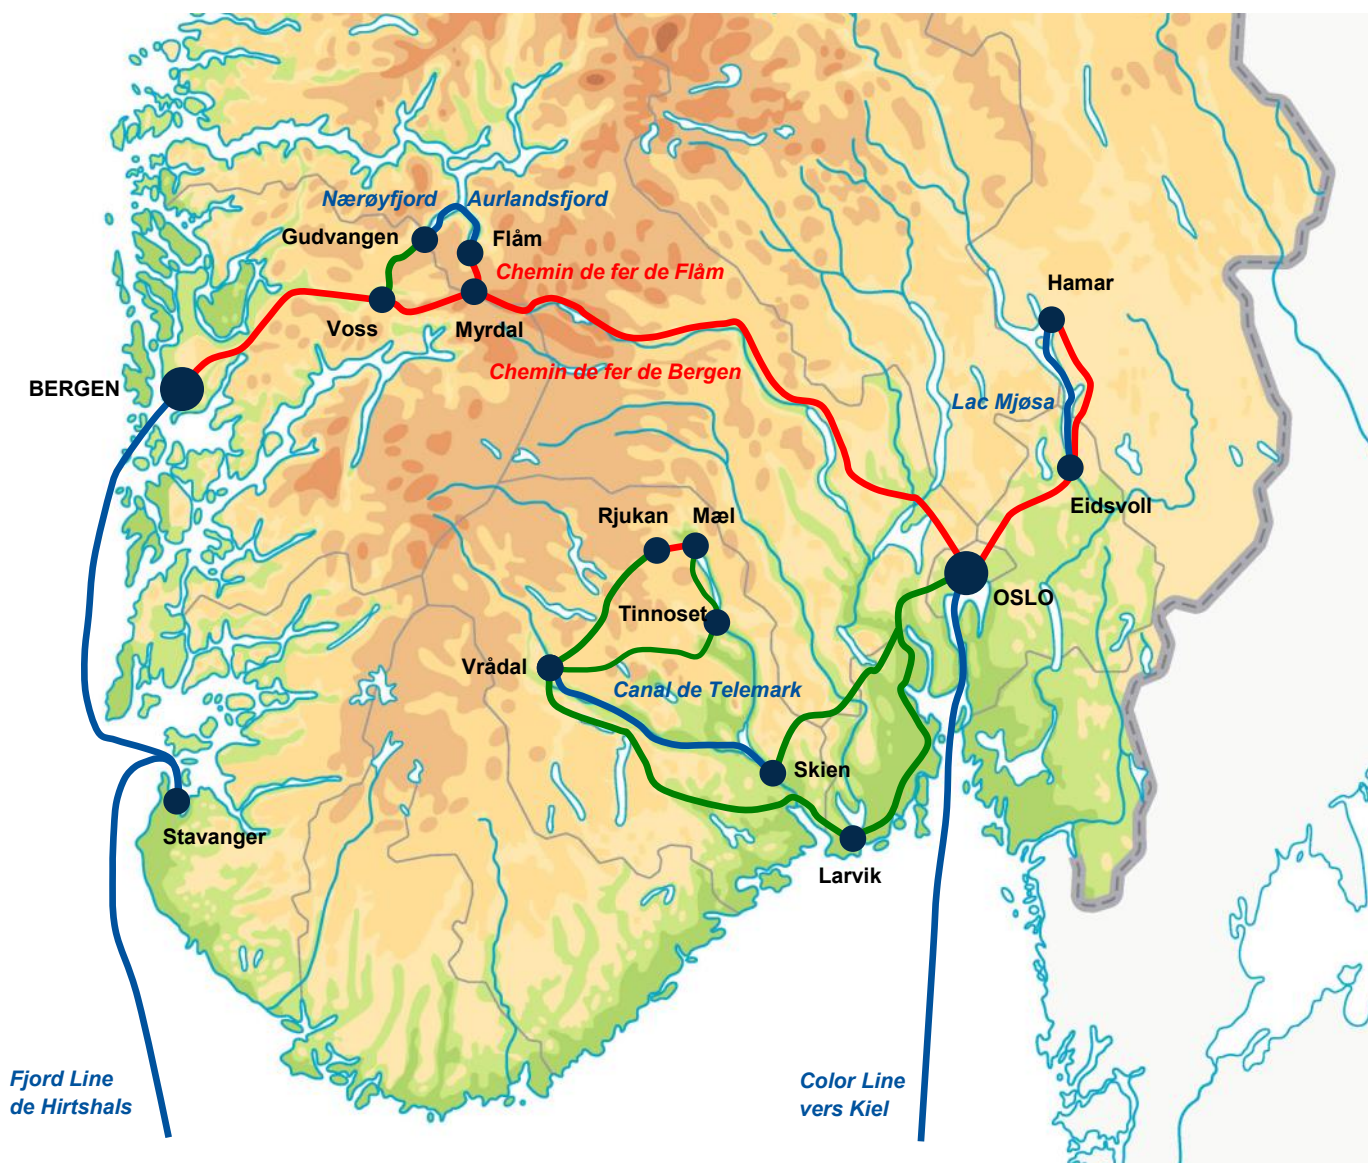 Nærøyfjord
Aurlandsfjord
Gudvangen
Flåm
Chemin de fer de Flåm
Hamar
Voss
Myrdal
Chemin de fer de Bergen
BERGEN
Lac Mjøsa
Eidsvoll
Rjukan
Mæl
OSLO
Tinnoset
Vrådal
Canal de Telemark
Skien
Stavanger
Larvik
Fjord Line
de Hirtshals
Color Line
vers Kiel